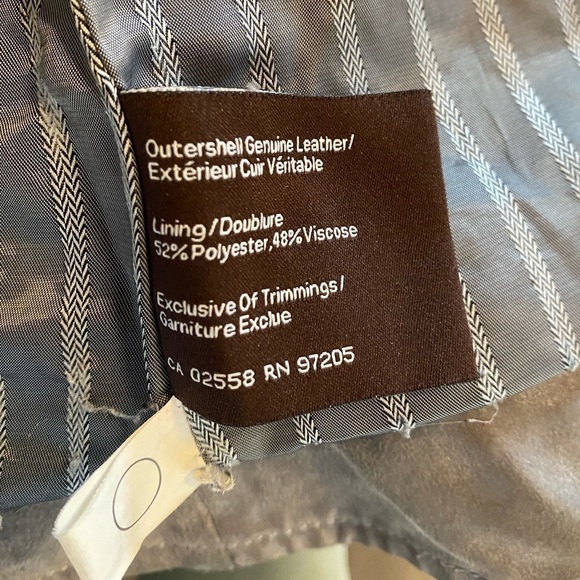 Outershell Genuine Leather/
Extérieur Cuir Véritable
Lining/Doublure
52% Polyester,48% Viscose
Exclusive Of Trimmings/
Garniture Exclue
CA 02558 RN 97205